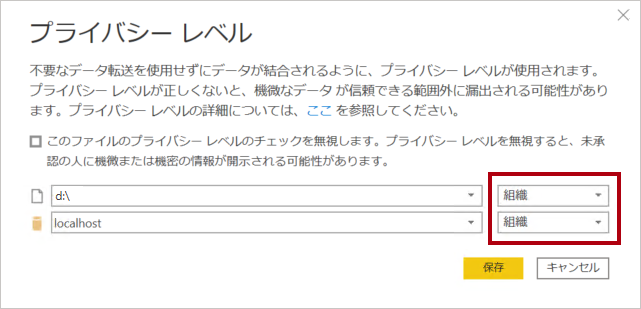 プライバシー レベル
不要なデータ転送を使用せずにデータが結合されるように、プライバシー レベルが使用されます。
プライバシー レベルが正しくないと、機微なデータ が信頼できる範囲外に漏出される可能性があり
ます。プライバシー レベルの詳細については、ここ を参照してください。
このファイルのプライバシー レベルのチェックを無視します。プライバシー レベルを無視すると、未承
認の人に機微または機密の情報が開示される可能性があります。
d:\ 組織
localhost 組織
保存 キャンセル